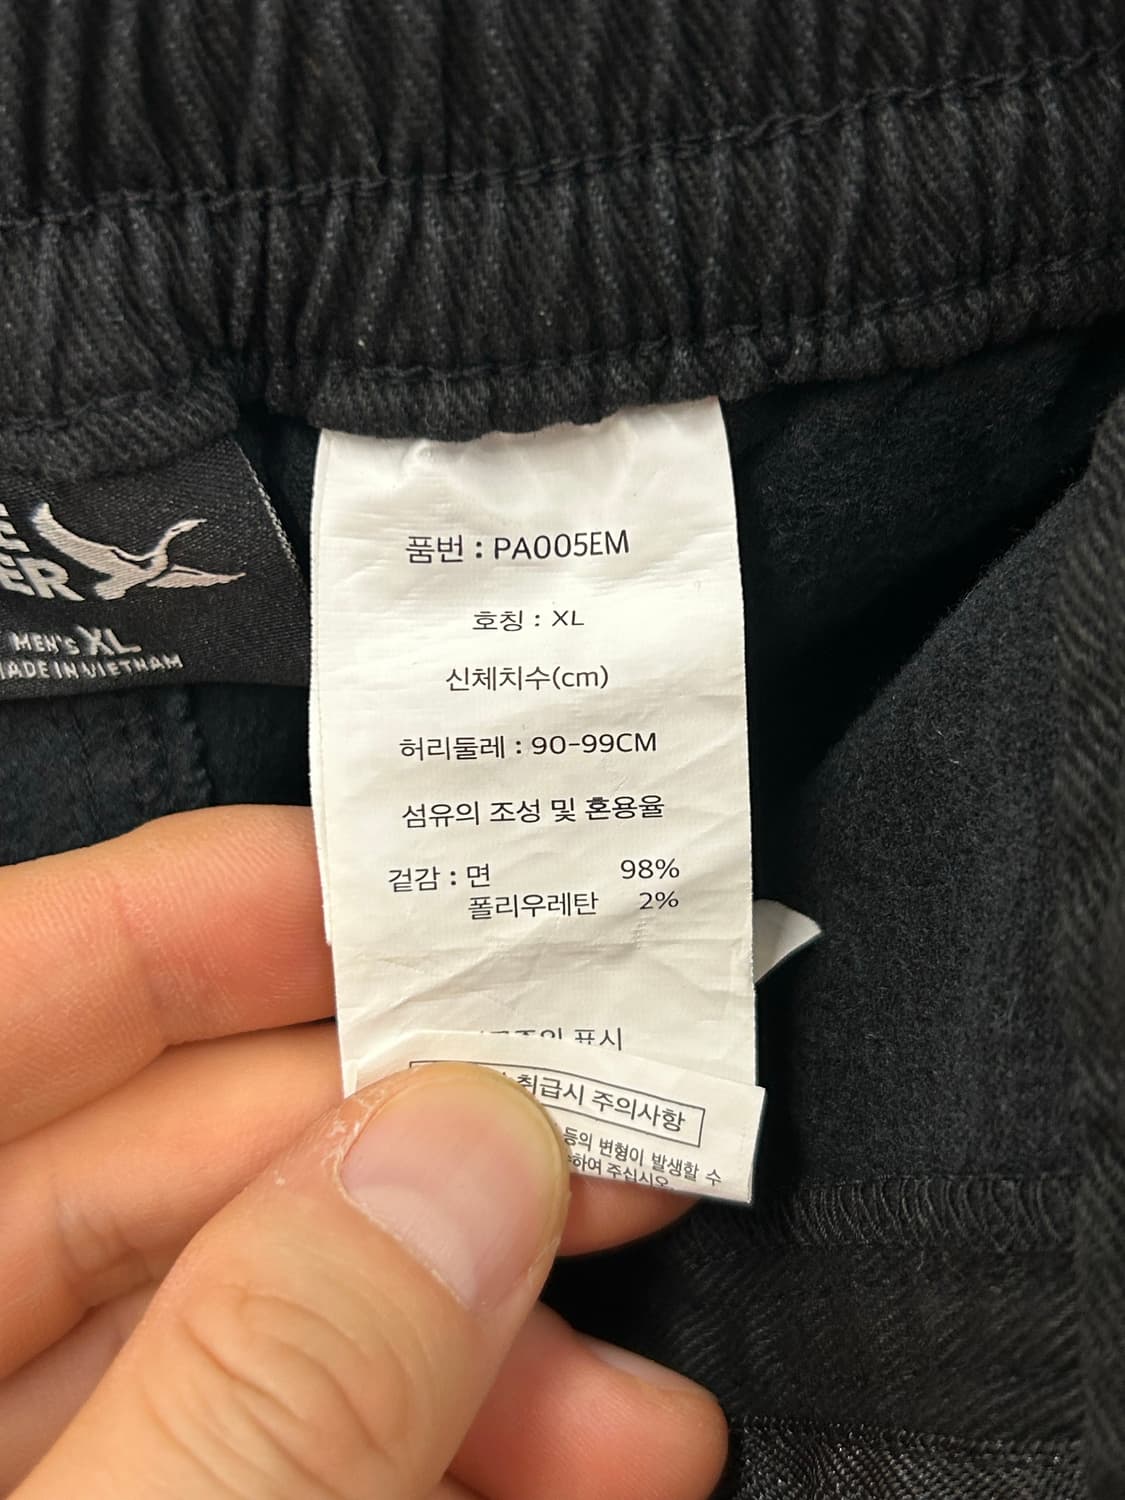 MEN'S XL
MADE IN VIETNAM
품번 : PA005EM
호칭 : XL
신체치수(cm)
허리둘레 : 90-99CM
섬유의 조성 및 혼용율
겉감 : 면 98%
폴리우레탄 2%
표시
취급시 주의사항
등의 변형이 발생할 수
주십시오